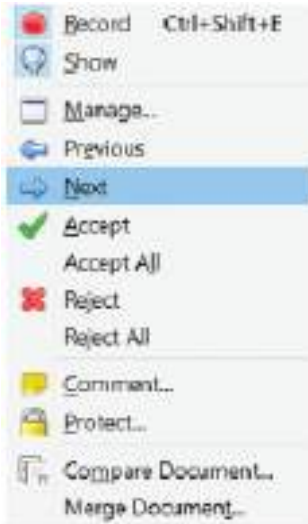 Record Ctrl+Shift+E
Show
Manage...
Previous
Next
Accept
Accept All
Reject
Reject All
Comment...
Protect...
Compare Document...
Merge Document...